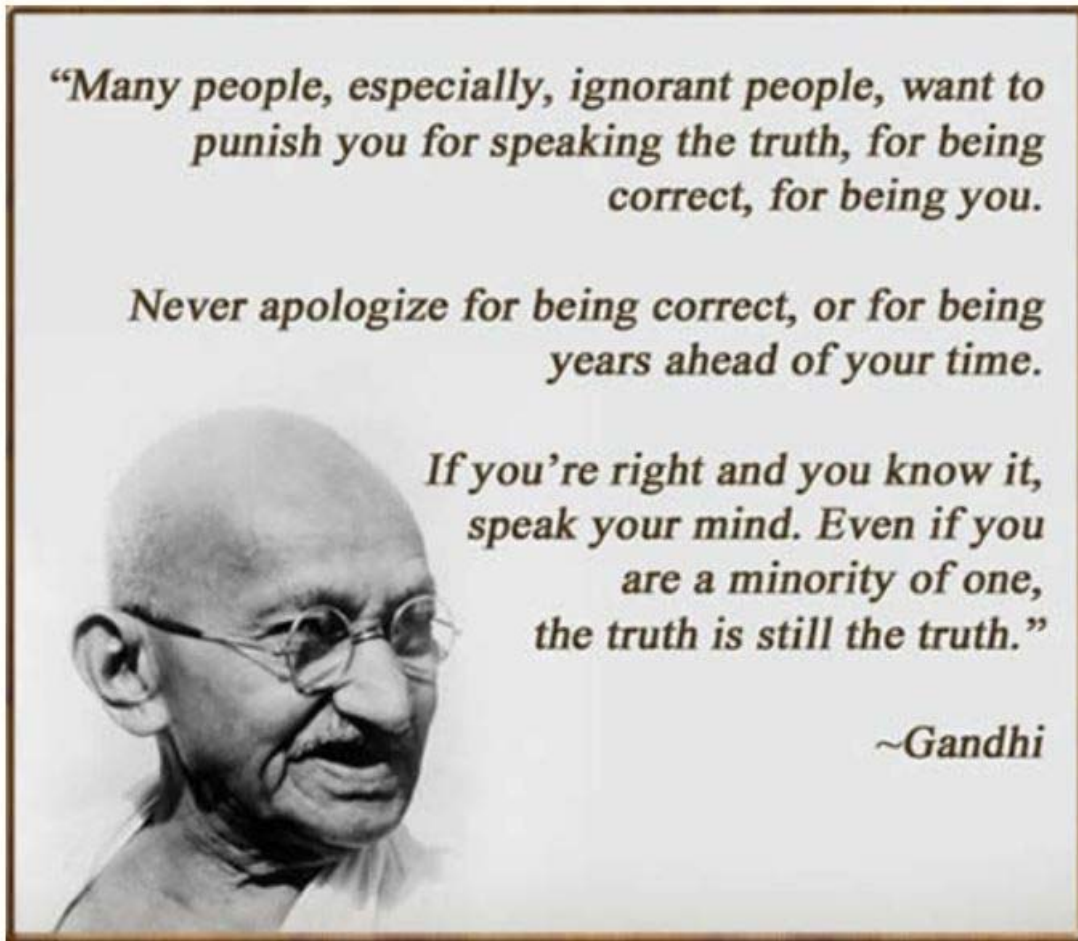 “Many people, especially, ignorant people, want to
punish you for speaking the truth, for being
correct, for being you.
Never apologize for being correct, or for being
years ahead of your time.
If you’re right and you know it,
speak your mind. Even if you
are a minority of one,
the truth is still the truth.”
~Gandhi